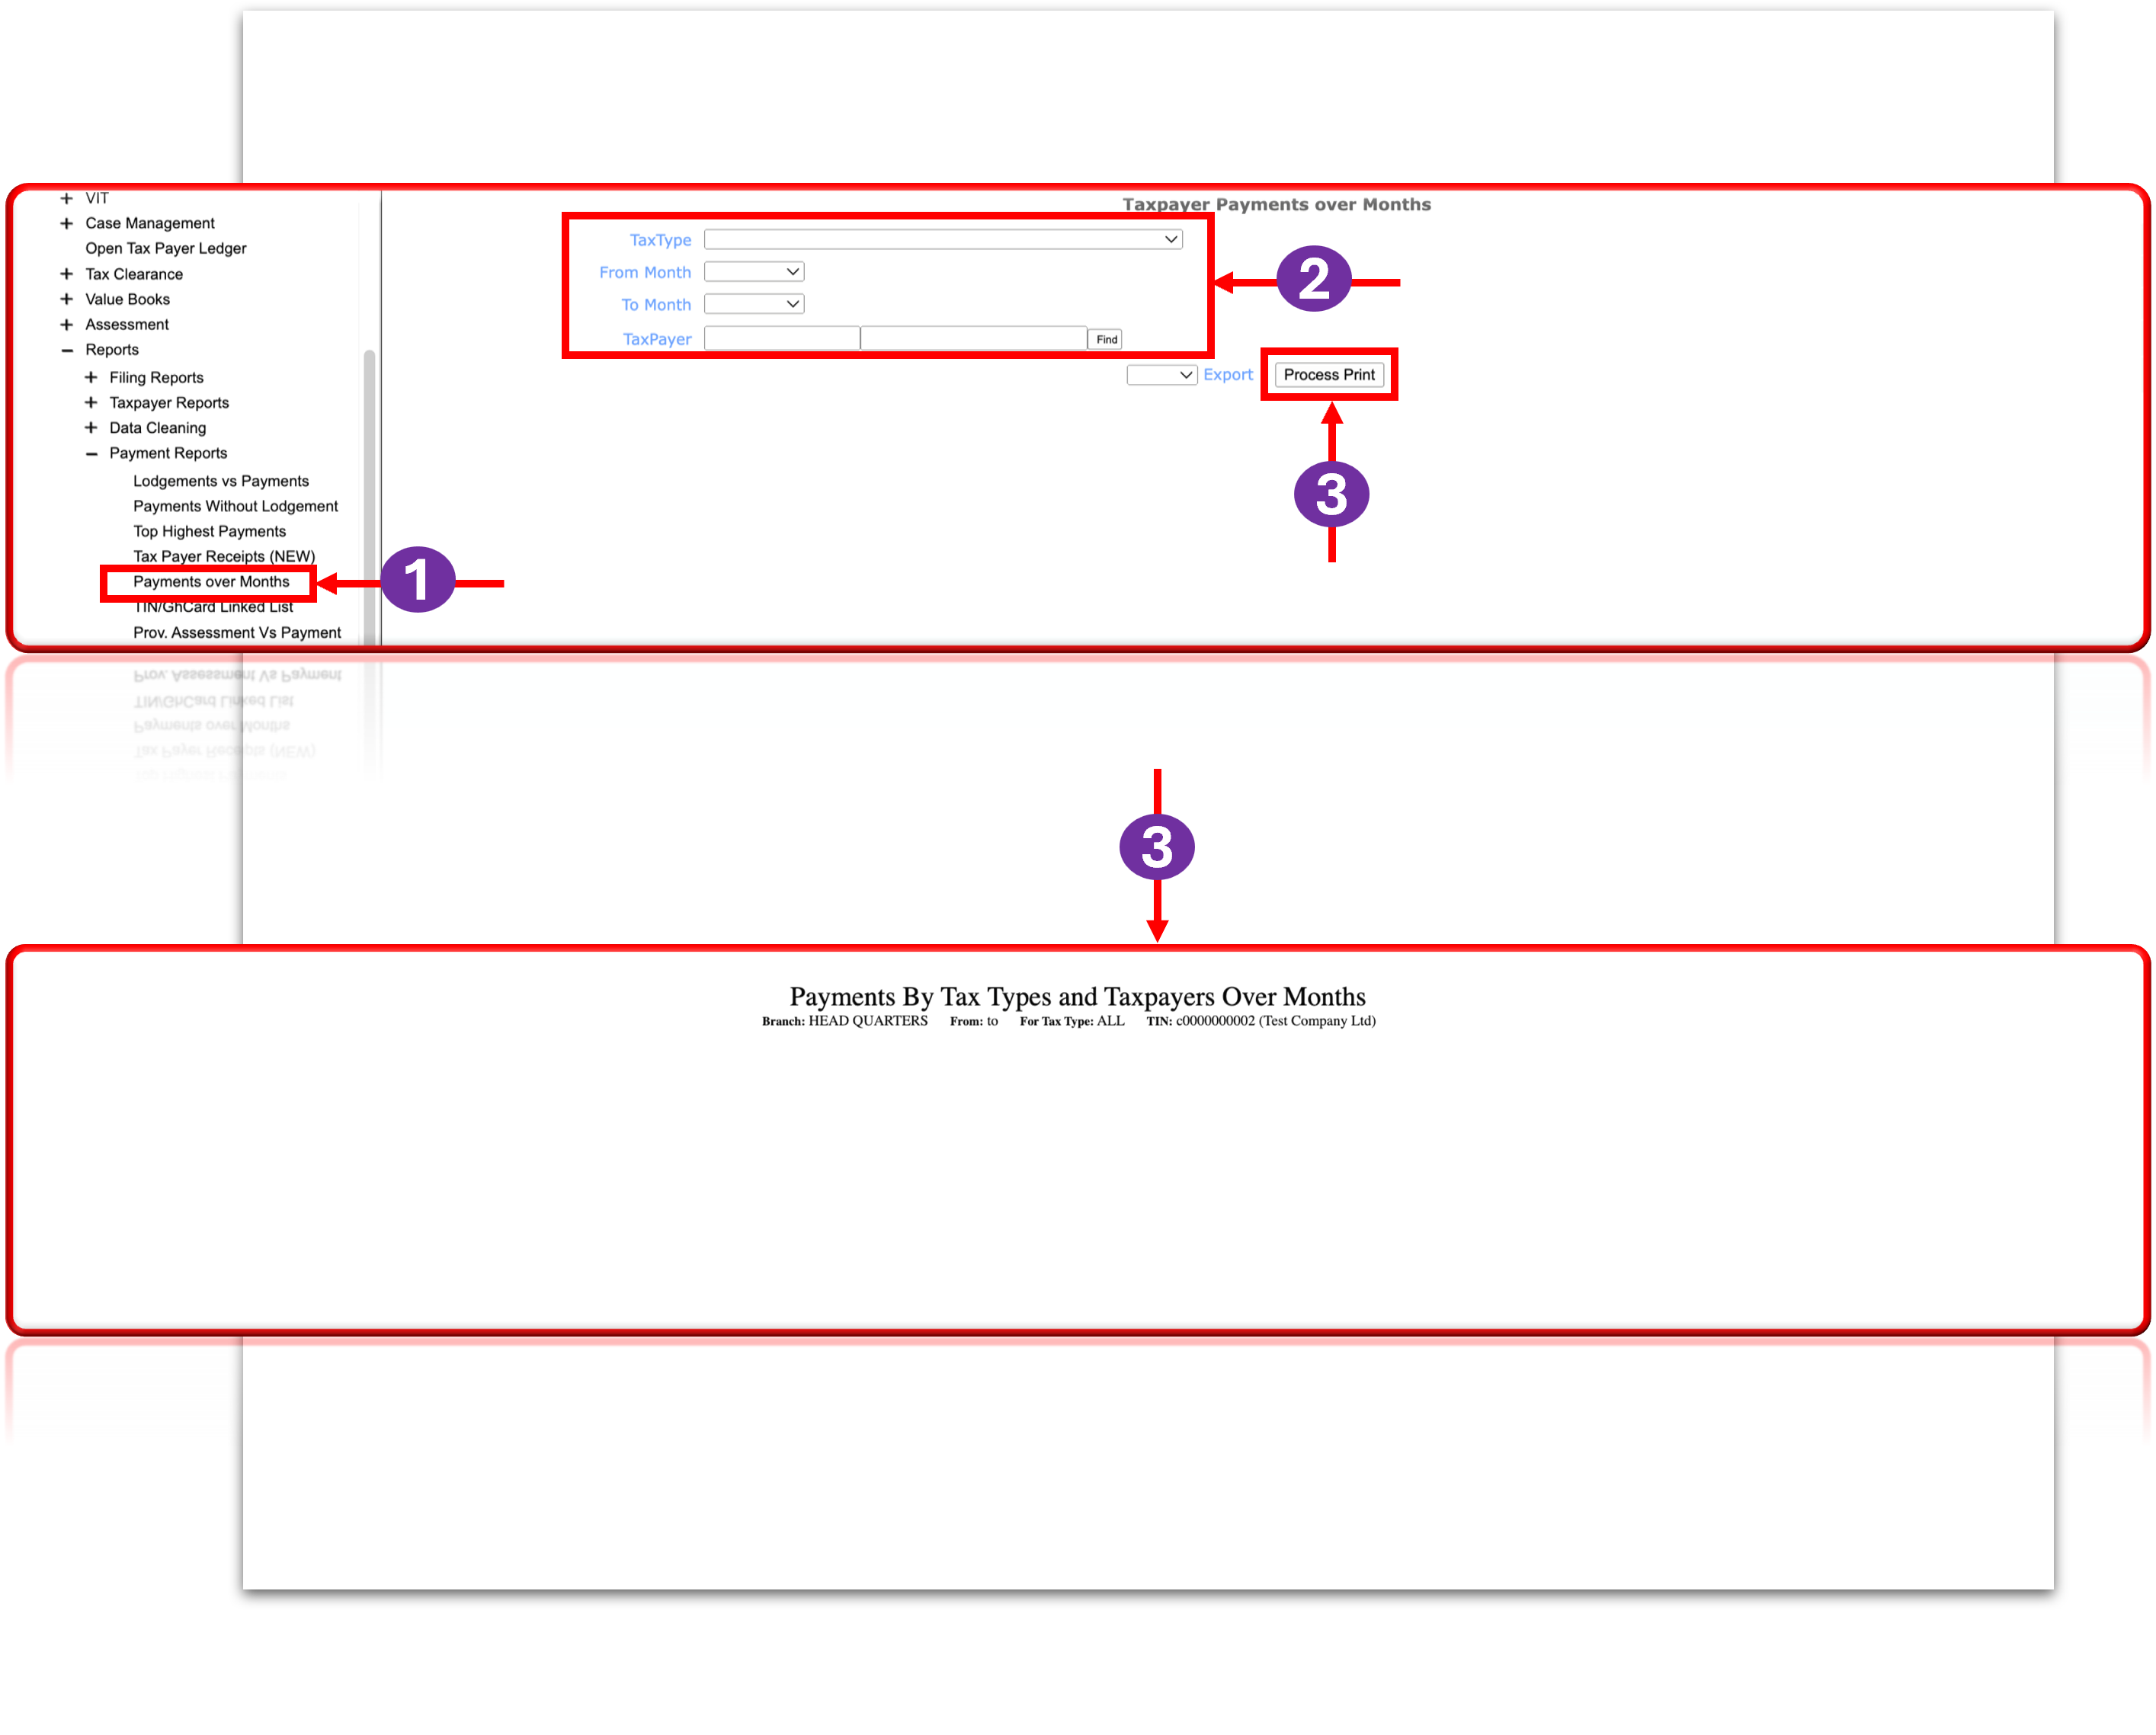 VIT
Case Management
Open Tax Payer Ledger
Tax Clearance
Value Books
Assessment
Reports
Filing Reports
Taxpayer Reports
Data Cleaning
Payment Reports
Lodgements vs Payments
Payments Without Lodgement
Top Highest Payments
Tax Payer Receipts (NEW)
Payments over Months
TIN/GhCard Linked List
Prov. Assessment Vs Payment
1
Taxpayer Payments over Months
TaxType
From Month
To Month
TaxPayer Find
2
Export Process Print
3
3
Payments By Tax Types and Taxpayers Over Months
Branch: HEAD QUARTERS From: to For Tax Type: ALL TIN: c0000000002 (Test Company Ltd)